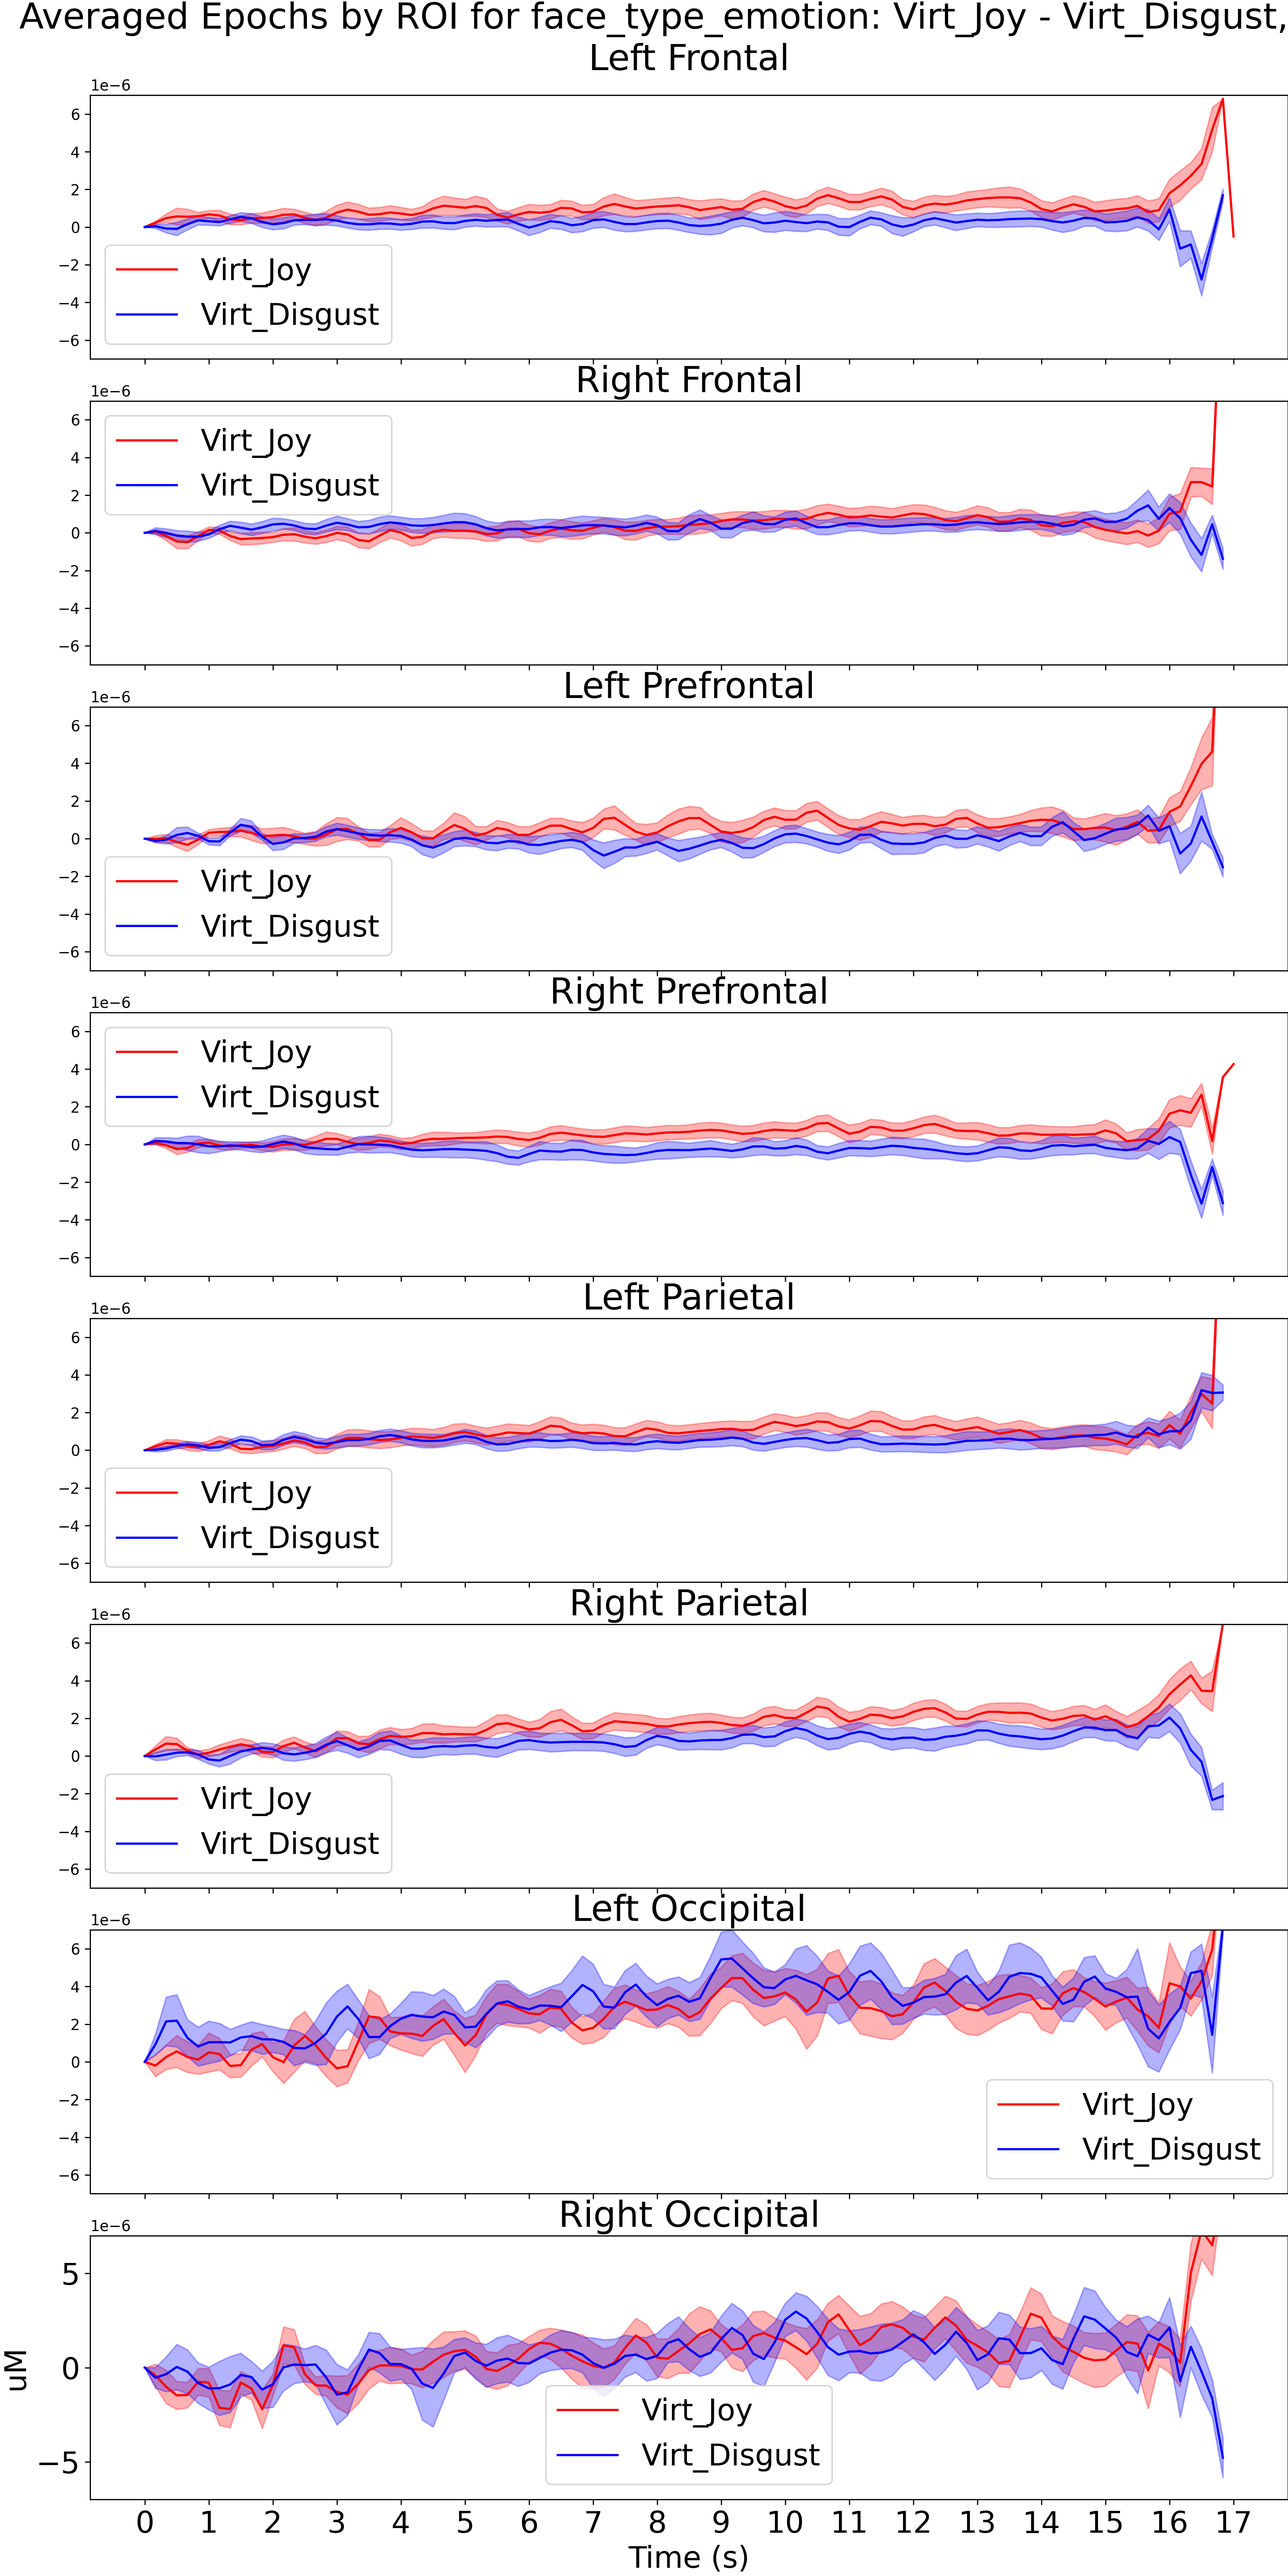 Averaged Epochs by ROI for face_type_emotion: Virt_Joy - Virt_Disgust,
Left Frontal
1e−6
6
4
2
0
−2
−4
−6
Virt_Joy
Virt_Disgust
Right Frontal
1e−6
6
4
2
0
−2
−4
−6
Virt_Joy
Virt_Disgust
Left Prefrontal
1e−6
6
4
2
0
−2
−4
−6
Virt_Joy
Virt_Disgust
Right Prefrontal
1e−6
6
4
2
0
−2
−4
−6
Virt_Joy
Virt_Disgust
Left Parietal
1e−6
6
4
2
0
−2
−4
−6
Virt_Joy
Virt_Disgust
Right Parietal
1e−6
6
4
2
0
−2
−4
−6
Virt_Joy
Virt_Disgust
Left Occipital
1e−6
6
4
2
0
−2
−4
−6
Virt_Joy
Virt_Disgust
Right Occipital
1e−6
5
0
−5
uM
Virt_Joy
Virt_Disgust
0 1 2 3 4 5 6 7 8 9 10 11 12 13 14 15 16 17
Time (s)